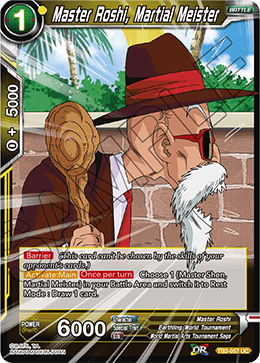 1
Master Roshi, Martial Meister
BATTLE
0 + 5000
Barrier (This card can't be chosen by the skills of your
opponent's cards.)
Activate:Main Once per turn Choose 1 [Master Shen,
Martial Meister] in your Battle Area and switch it to Rest
Mode : Draw 1 card.
POWER
6000
Character
Master Roshi
Special Trait
Earthling/World Tournament
Era
World Martial Arts Tournament Saga
TB2-057 UC